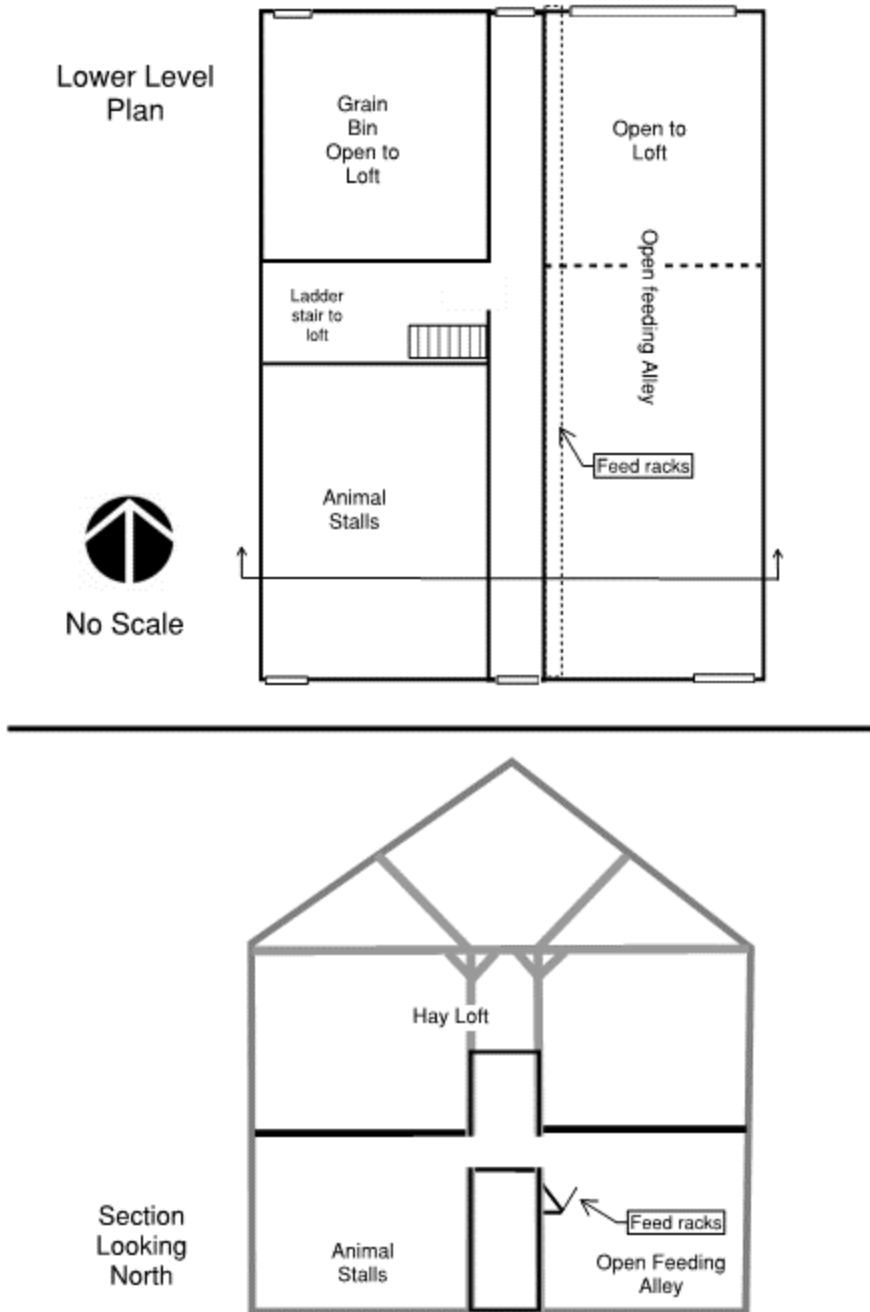 Lower Level
Plan
Grain
Bin
Open to
Loft
Open to
Loft
Open feeding Alley
Ladder
stair to
loft
Feed racks
Animal
Stalls
No Scale
Hay Loft
Section
Looking
North
Animal
Stalls
Feed racks
Open Feeding
Alley